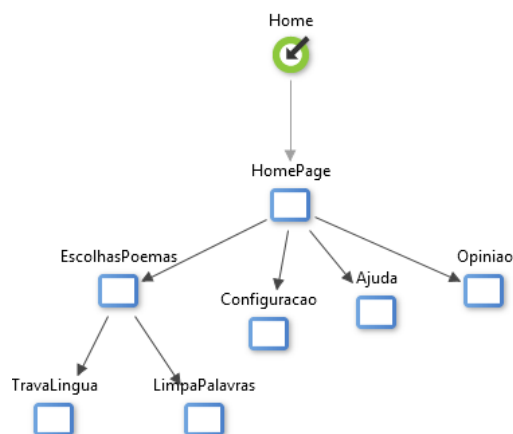 Home
HomePage
EscolhasPoemas
Opiniao
Ajuda
Configuracao
TravaLingua
LimpaPalavras